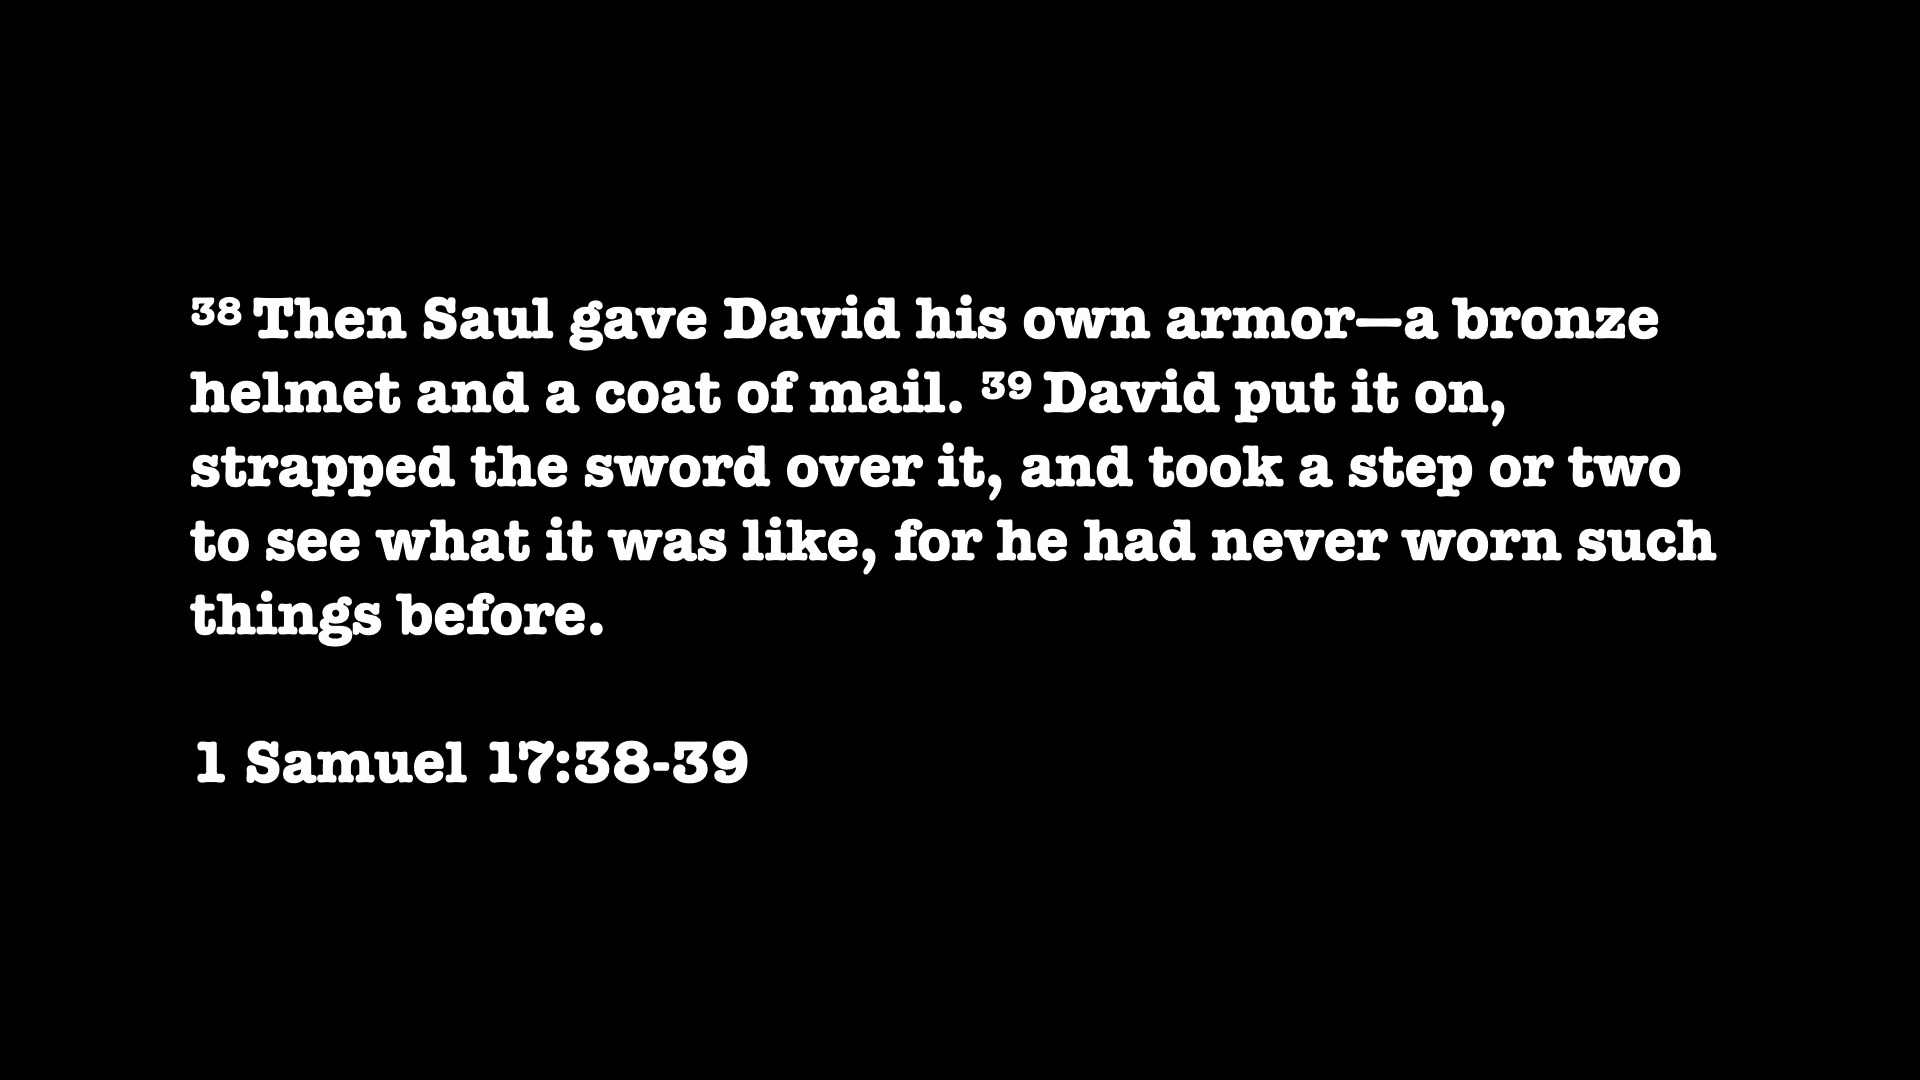 ³⁸ Then Saul gave David his own armor—a bronze
helmet and a coat of mail. ³⁹ David put it on,
strapped the sword over it, and took a step or two
to see what it was like, for he had never worn such
things before.
1 Samuel 17:38-39